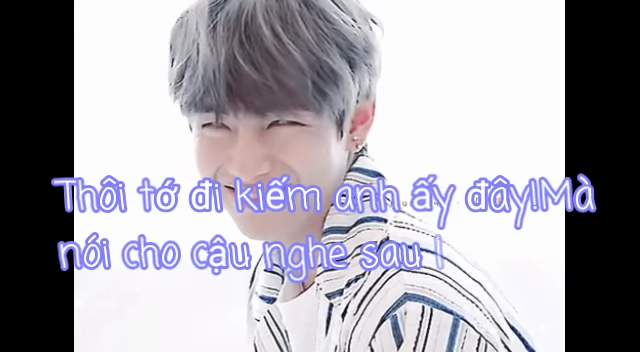 Thôi tớ đi kiếm anh ấy đây!Mà
nói cho cậu nghe sau !